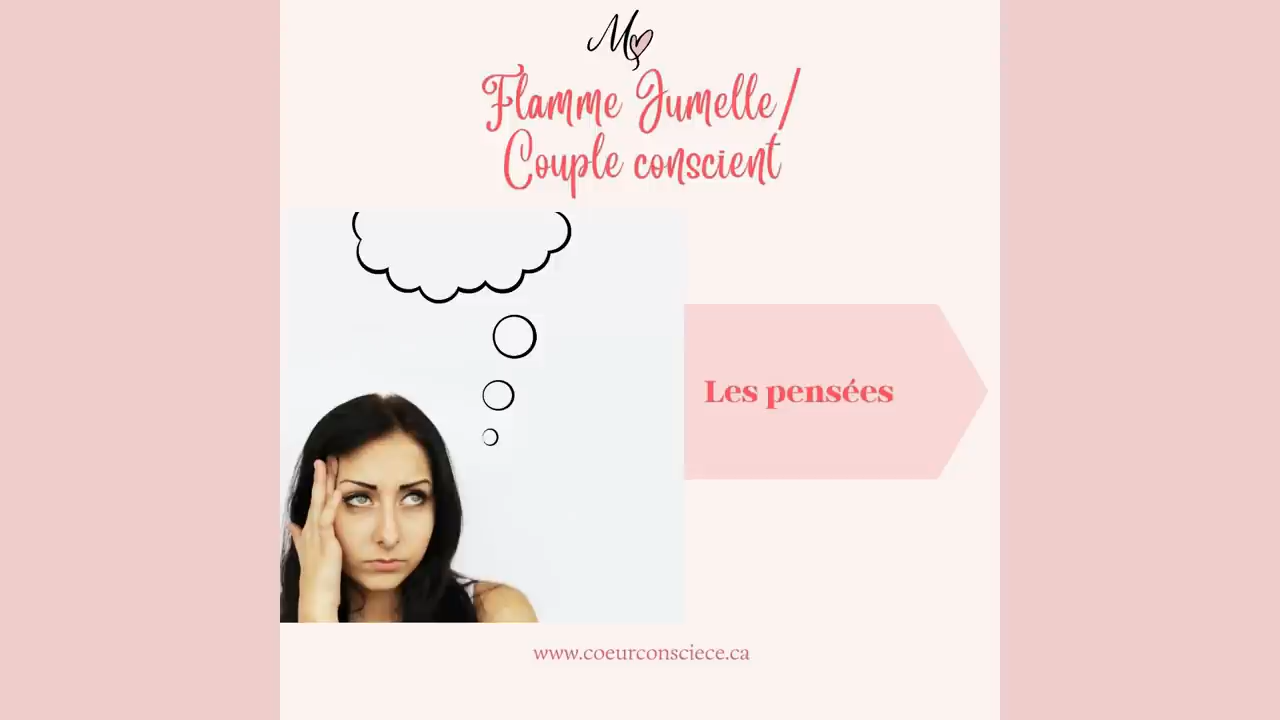 M
Flamme Jumelle/
Couple conscient
Les pensées
www.coeurconsciece.ca